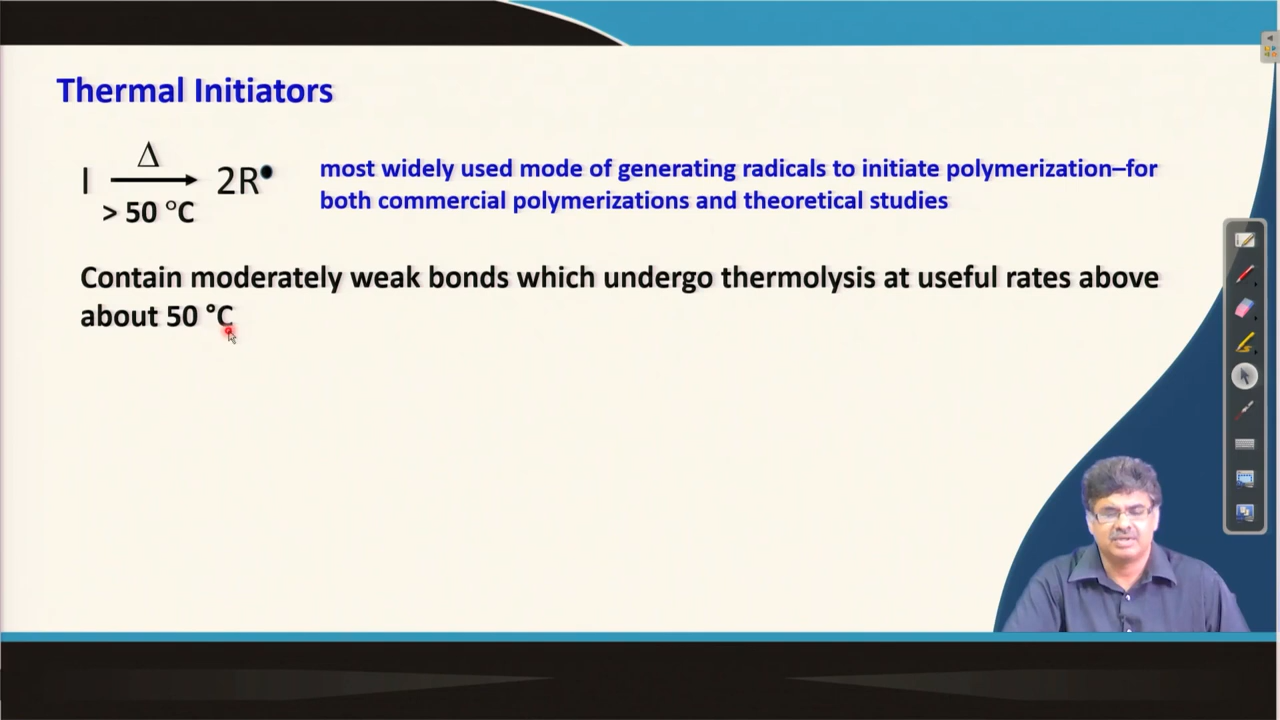 Thermal Initiators
Δ
I → 2R•
> 50 °C
most widely used mode of generating radicals to initiate polymerization–for
both commercial polymerizations and theoretical studies
Contain moderately weak bonds which undergo thermolysis at useful rates above
about 50 °C